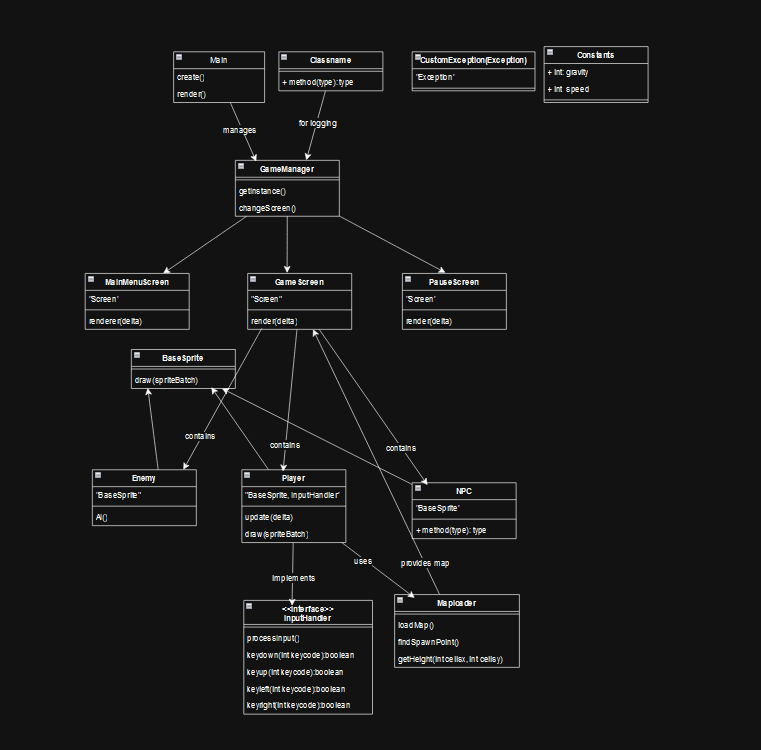 Main
create()
render()
Classname
+ method(type): type
CustomException(Exception)
'Exception'
Constants
+ int: gravity
+ int speed
manages
for logging
GameManager
getInstance()
changeScreen()
MainMenuScreen
'Screen'
renderer(delta)
GameScreen
"Screen"
render(delta)
PauseScreen
'Screen'
render(delta)
BaseSprite
draw(spriteBatch)
contains
contains
contains
Enemy
"BaseSprite"
AI()
Player
"BaseSprite, InputHandler'
update(delta)
draw(spriteBatch)
NPC
"BaseSprite'
+ method(type): type
implements
uses
provides map
<<interface>>
InputHandler
processInput()
keydown(int keycode):boolean
keyup(int keycode):boolean
keyleft(int keycode):boolean
keyright(int keycode):boolean
Maploader
loadMap()
findSpawnPoint()
getHeight(int cellsx, int cellsy)